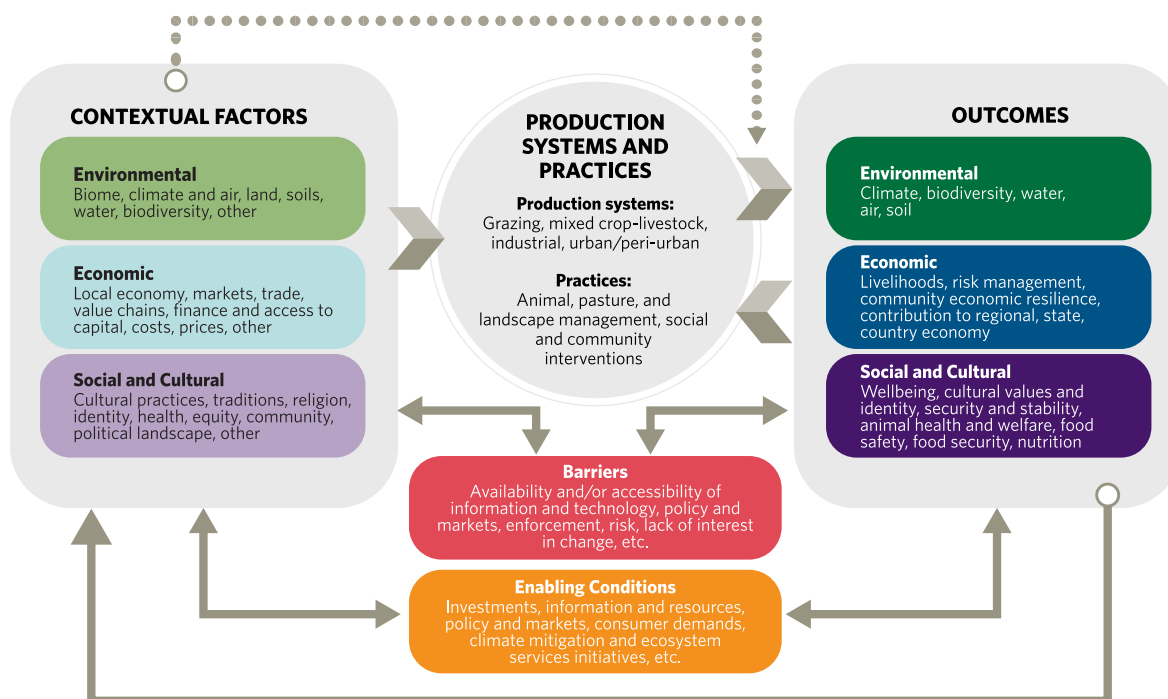 CONTEXTUAL FACTORS
Environmental
Biome, climate and air, land, soils,
water, biodiversity, other
Economic
Local economy, markets, trade,
value chains, finance and access to
capital, costs, prices, other
Social and Cultural
Cultural practices, traditions, religion,
identity, health, equity, community,
political landscape, other
PRODUCTION
SYSTEMS AND
PRACTICES
Production systems:
Grazing, mixed crop-livestock,
industrial, urban/peri-urban
Practices:
Animal, pasture, and
landscape management, social
and community
interventions
OUTCOMES
Environmental
Climate, biodiversity, water,
air, soil
Economic
Livelihoods, risk management,
community economic resilience,
contribution to regional, state,
country economy
Social and Cultural
Wellbeing, cultural values and
identity, security and stability,
animal health and welfare, food
safety, food security, nutrition
Barriers
Availability and/or accessibility of
information and technology, policy and
markets, enforcement, risk, lack of interest
in change, etc.
Enabling Conditions
Investments, information and resources,
policy and markets, consumer demands,
climate mitigation and ecosystem
services initiatives, etc.